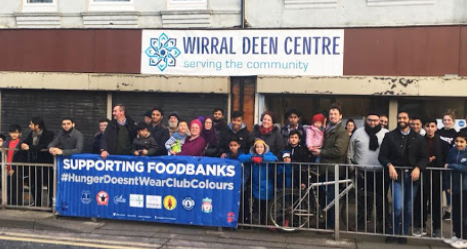 WIRRAL DEEN CENTRE
serving the community
SUPPORTING FOODBANKS
#HungerDoesntWearClubColours